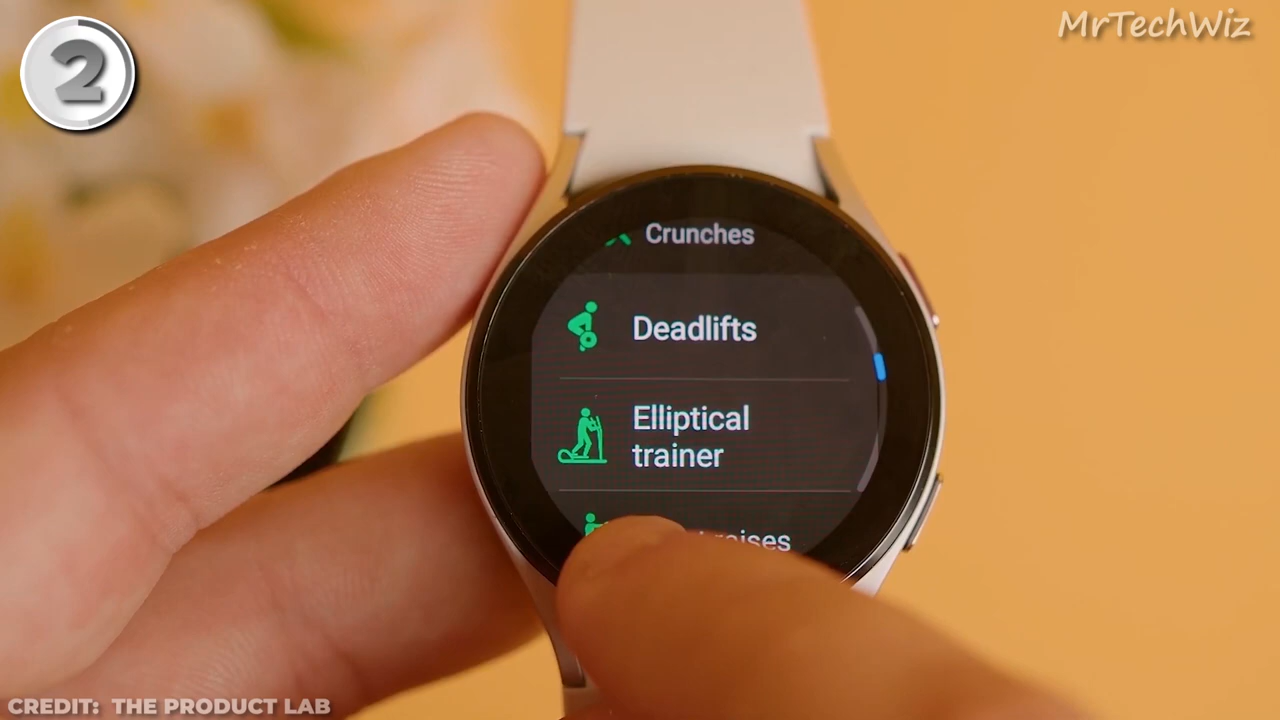 2
MrTechWiz
Crunches
Deadlifts
Elliptical
trainer
CREDIT: THE PRODUCT LAB